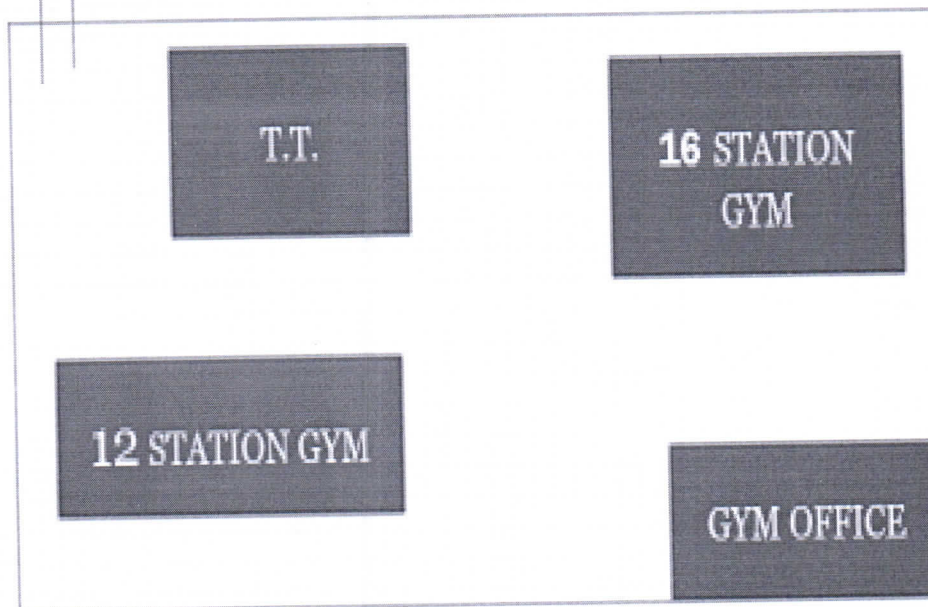 T.T.
16 STATION
GYM
12 STATION GYM
GYM OFFICE